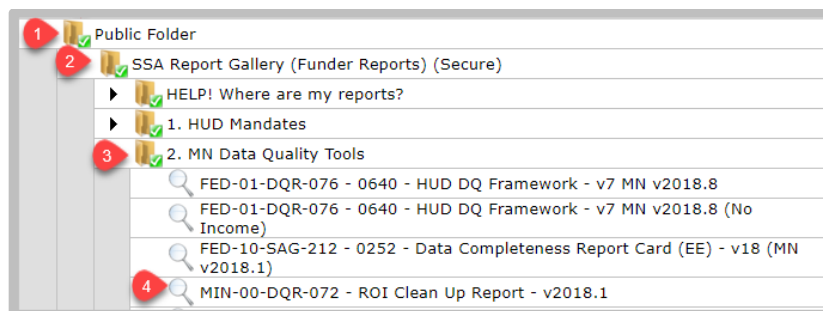 1 Public Folder
2 SSA Report Gallery (Funder Reports) (Secure)
HELP! Where are my reports?
1. HUD Mandates
3 2. MN Data Quality Tools
FED-01-DQR-076 - 0640 - HUD DQ Framework - v7 MN v2018.8
FED-01-DQR-076 - 0640 - HUD DQ Framework - v7 MN v2018.8 (No
Income)
FED-10-SAG-212 - 0252 - Data Completeness Report Card (EE) - v18 (MN
v2018.1)
4 MIN-00-DQR-072 - ROI Clean Up Report - v2018.1